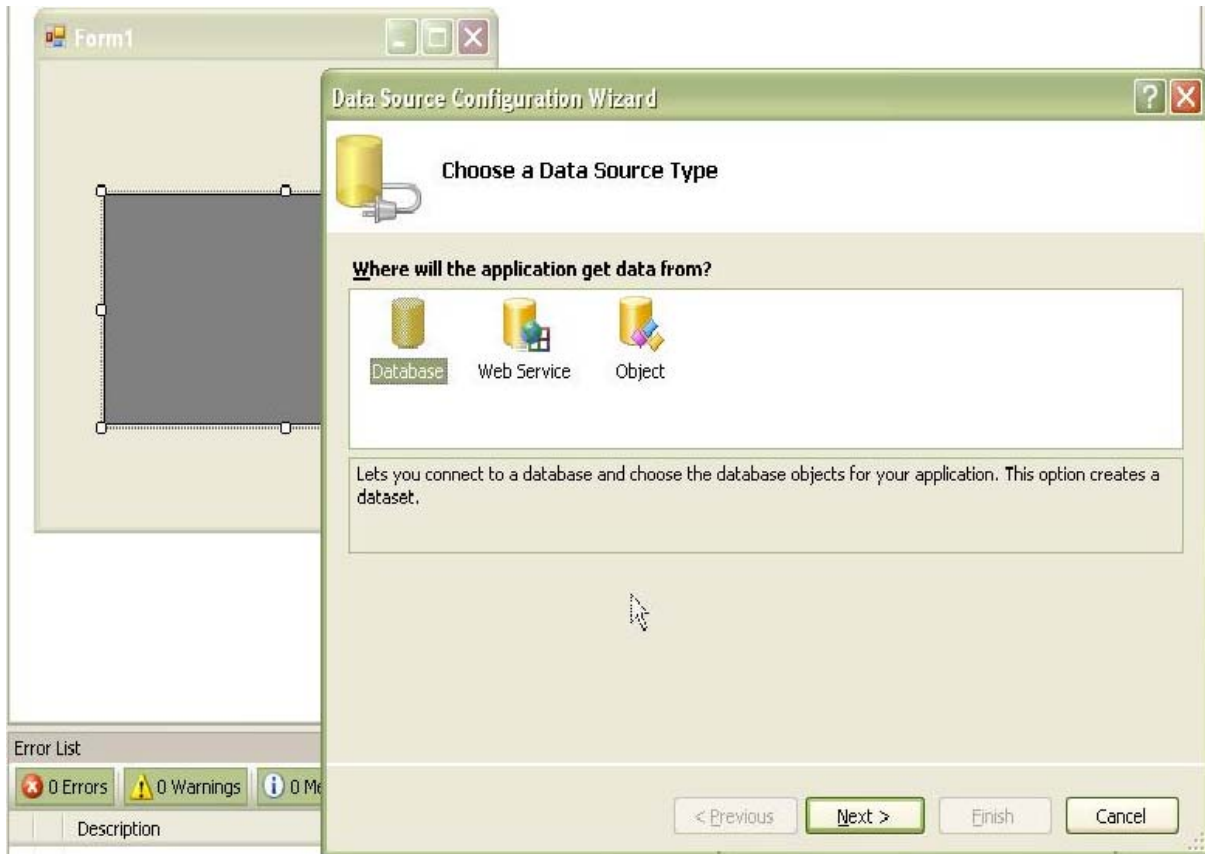 Form1
Data Source Configuration Wizard
Choose a Data Source Type
Where will the application get data from?
Database
Web Service
Object
Lets you connect to a database and choose the database objects for your application. This option creates a
dataset.
Error List
0 Errors
0 Warnings
0 Me
Description
< Previous
Next >
Finish
Cancel